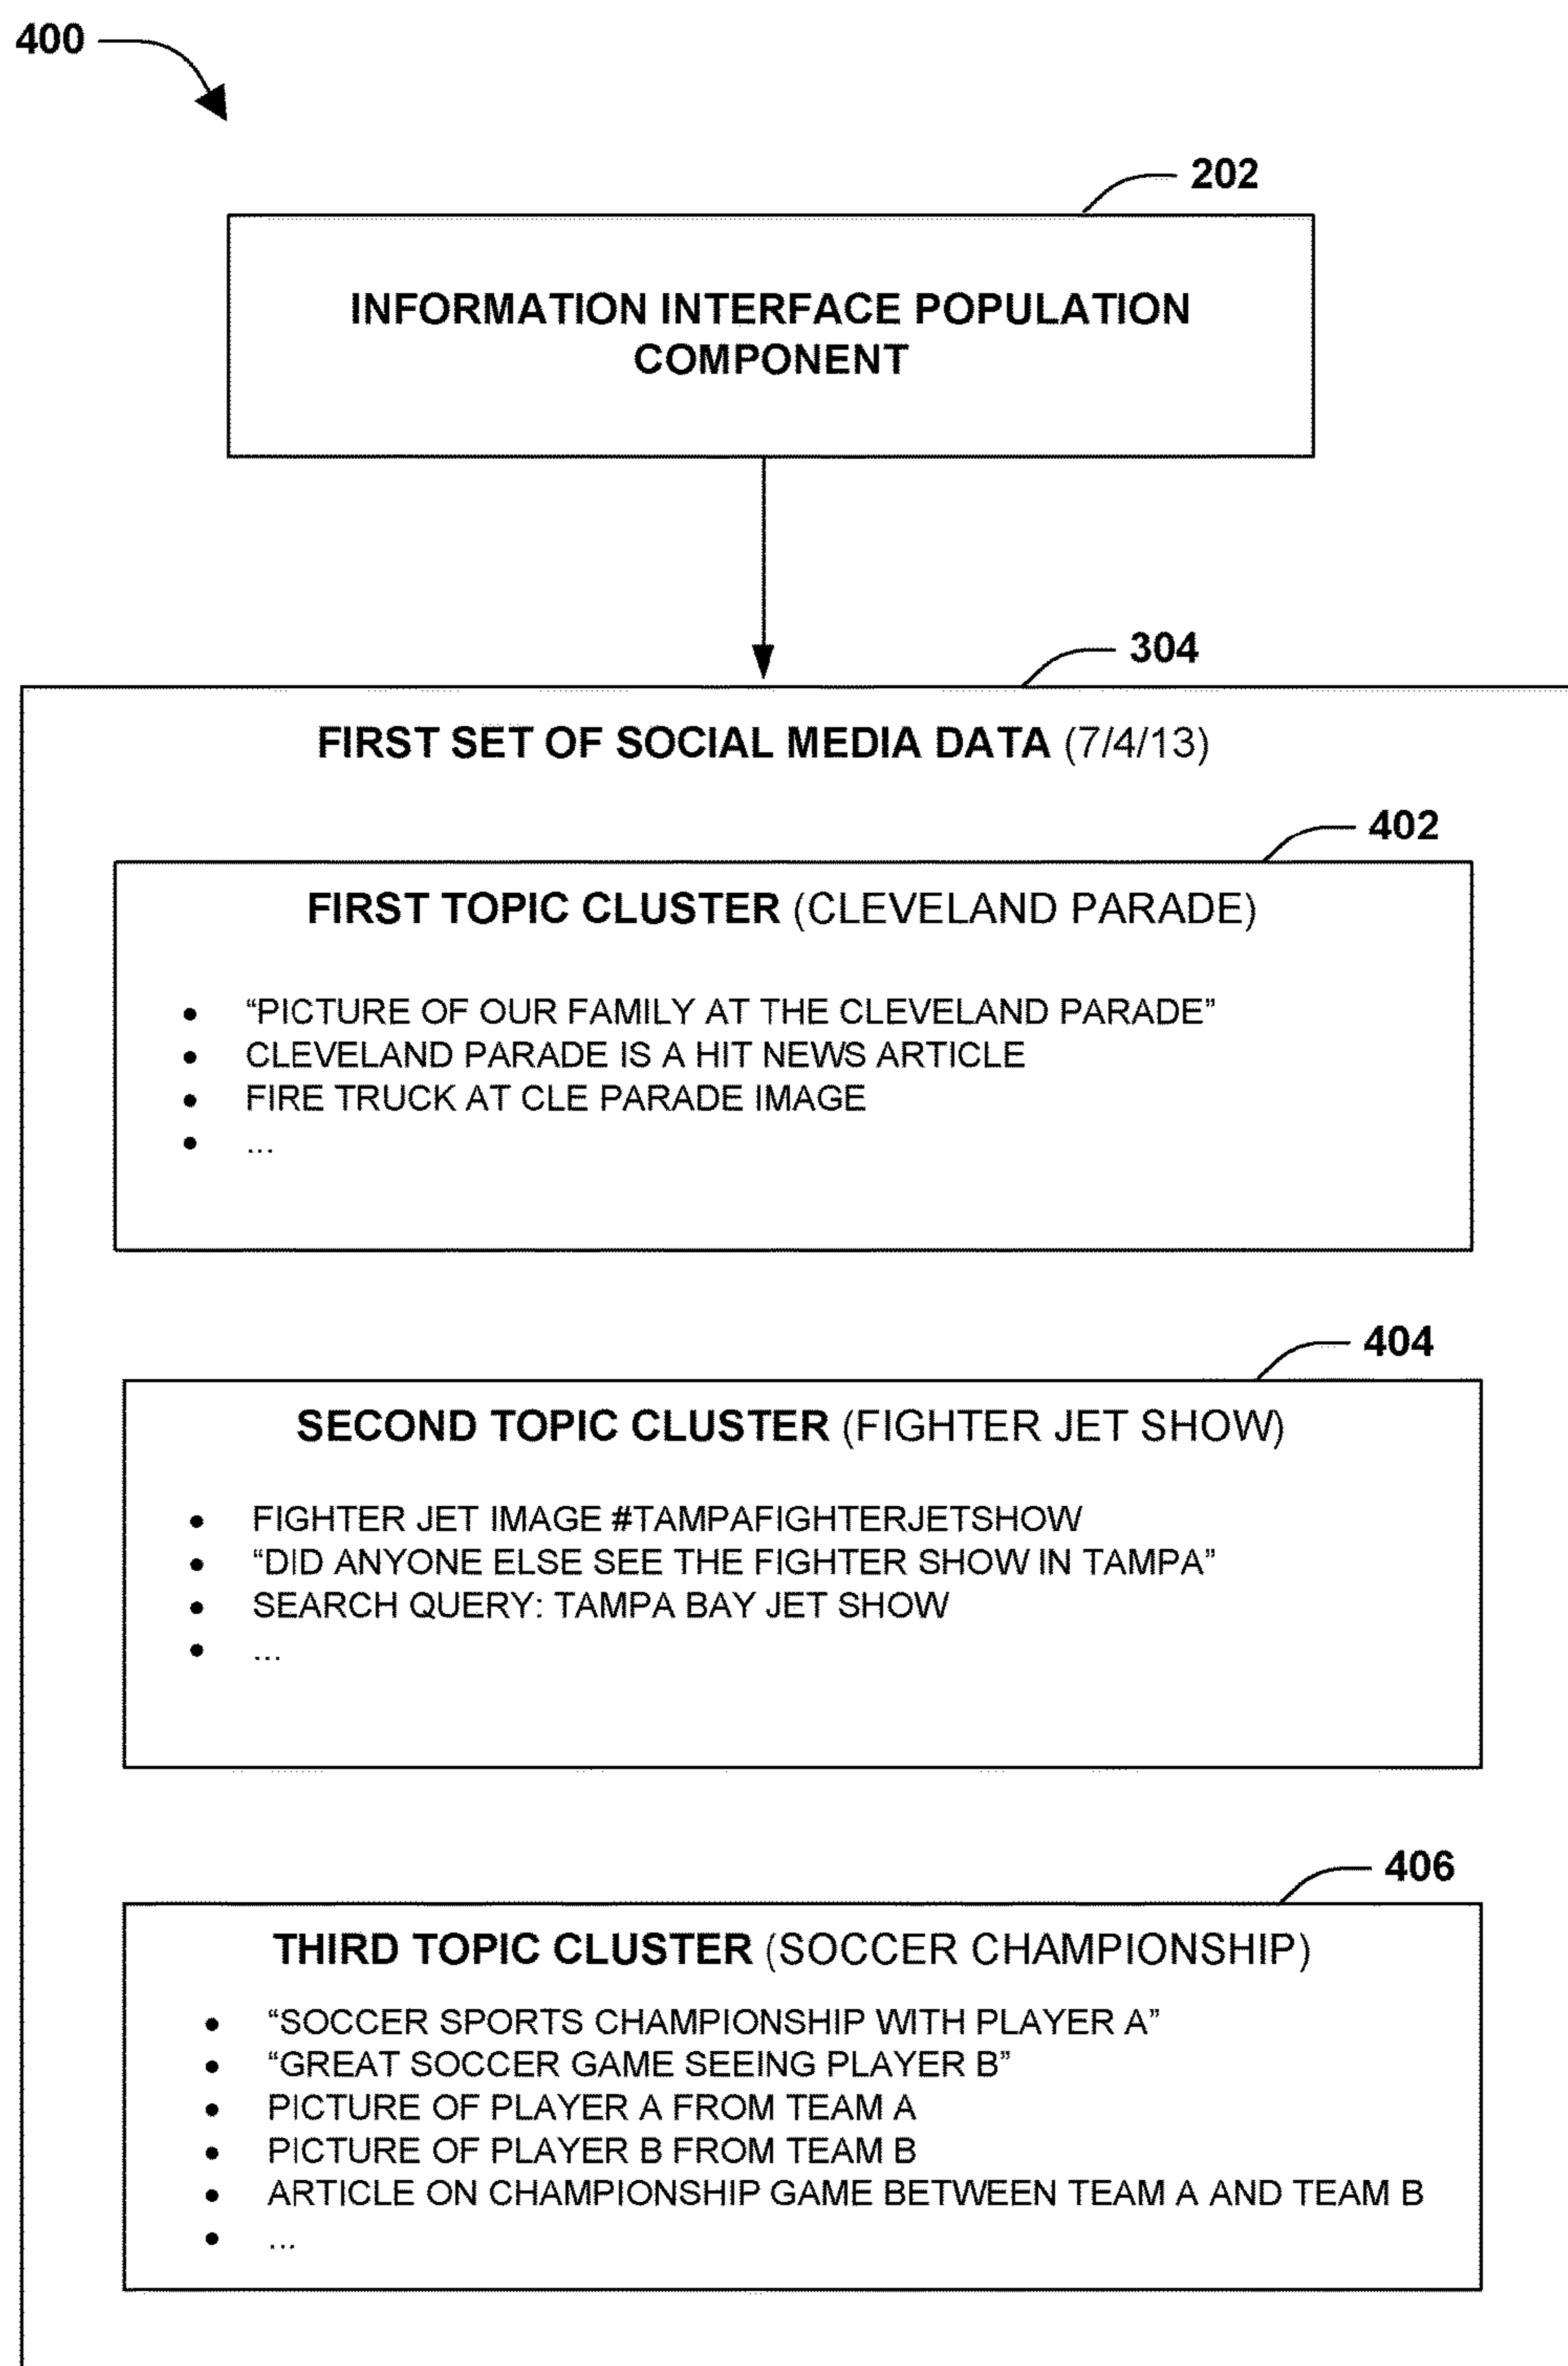 400
202
INFORMATION INTERFACE POPULATION
COMPONENT
304
FIRST SET OF SOCIAL MEDIA DATA (7/4/13)
402
FIRST TOPIC CLUSTER (CLEVELAND PARADE)
• “PICTURE OF OUR FAMILY AT THE CLEVELAND PARADE”
• CLEVELAND PARADE IS A HIT NEWS ARTICLE
• FIRE TRUCK AT CLE PARADE IMAGE
• ...
404
SECOND TOPIC CLUSTER (FIGHTER JET SHOW)
• FIGHTER JET IMAGE #TAMPAFIGHTERJETSHOW
• “DID ANYONE ELSE SEE THE FIGHTER SHOW IN TAMPA”
• SEARCH QUERY: TAMPA BAY JET SHOW
• ...
406
THIRD TOPIC CLUSTER (SOCCER CHAMPIONSHIP)
• “SOCCER SPORTS CHAMPIONSHIP WITH PLAYER A”
• “GREAT SOCCER GAME SEEING PLAYER B”
• PICTURE OF PLAYER A FROM TEAM A
• PICTURE OF PLAYER B FROM TEAM B
• ARTICLE ON CHAMPIONSHIP GAME BETWEEN TEAM A AND TEAM B
• ...